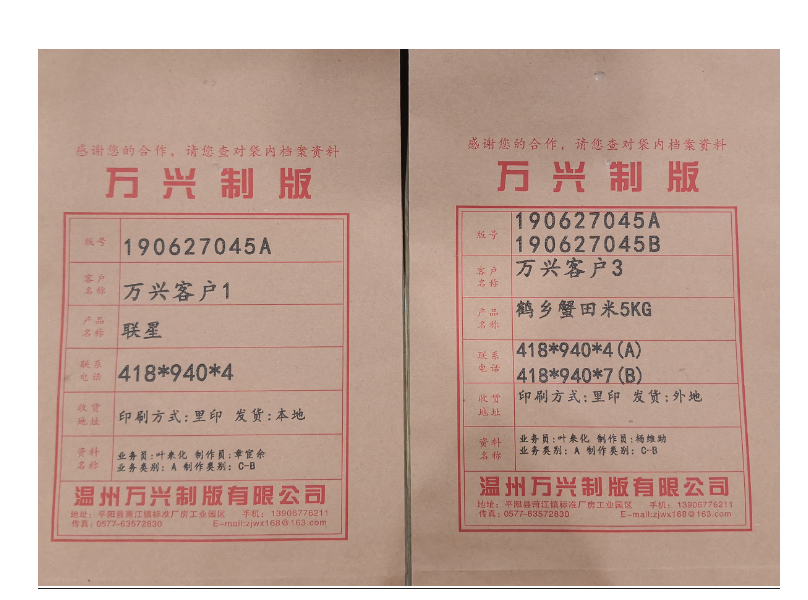 感谢您的合作，请您查对袋内档案资料
万兴制版
版号 190627045A
客户名称 万兴客户1
产品名称 联星
联系电话 418*940*4
收货地址 印刷方式:里印 发货:本地
资料名称 业务员:叶来化 制作员:章宦余
业务类别: A 制作类别: C-B
温州万兴制版有限公司
地址: 平阳县萧江镇标准厂房工业园区 手机: 13906776211
传真: 0577-63572830 E-mail:zjwx168@163.com
感谢您的合作，请您查对袋内档案资料
万兴制版
版号 190627045A
190627045B
客户名称 万兴客户3
产品名称 鹤乡蟹田米5KG
联系电话 418*940*4(A)
418*940*7(B)
收货地址 印刷方式:里印 发货:外地
资料名称 业务员:叶来化 制作员:杨维助
业务类别: A 制作类别: C-B
温州万兴制版有限公司
地址: 平阳县萧江镇标准厂房工业园区 手机: 13906776211
传真: 0577-63572830 E-mail:zjwx168@163.com